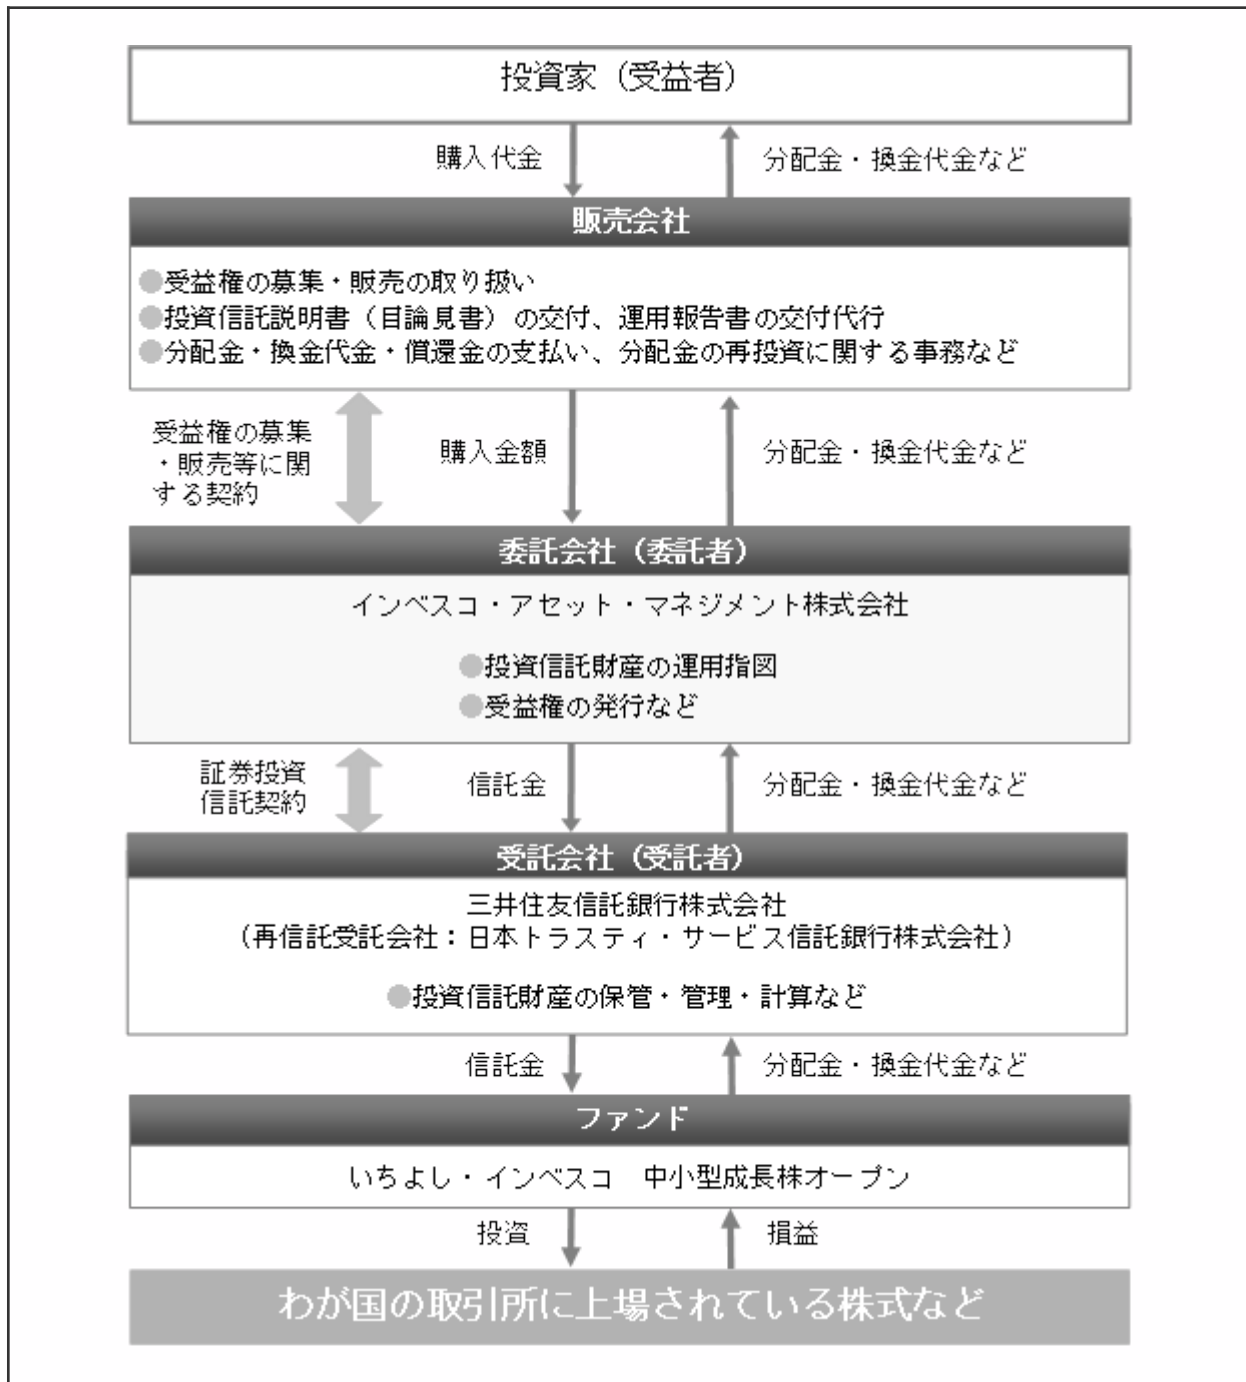 投資家（受益者）
購入代金
分配金・換金代金など
販売会社
●受益権の募集・販売の取り扱い
●投資信託説明書（目論見書）の交付、運用報告書の交付代行
●分配金・換金代金・償還金の支払い、分配金の再投資に関する事務など
受益権の募集
・販売等に関
する契約
購入金額
分配金・換金代金など
委託会社（委託者）
インベスコ・アセット・マネジメント株式会社
●投資信託財産の運用指図
●受益権の発行など
証券投資
信託契約
信託金
分配金・換金代金など
受託会社（受託者）
三井住友信託銀行株式会社
（再信託受託会社：日本トラスティ・サービス信託銀行株式会社）
●投資信託財産の保管・管理・計算など
信託金
分配金・換金代金など
ファンド
いちよし・インベスコ　中小型成長株オープン
投資
損益
わが国の取引所に上場されている株式など